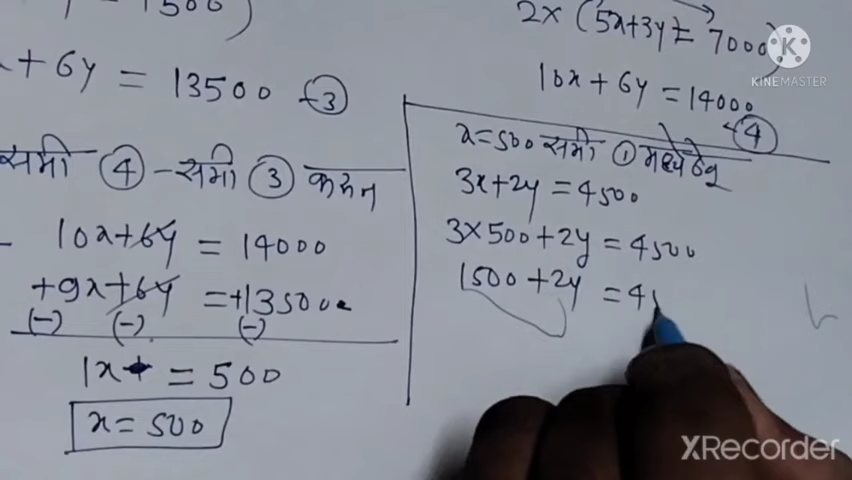 1500)
x + 6y = 13500 - ③
समी ④ - समी ③ करून
10x + 6y = 14000
+9x + 6y = +13500
(-) (-) (-)
1x = 500
x = 500
2x (5x+3y = 7000)
10x + 6y = 14000
- ④
x = 500 समी ① मध्ये ठेवू
3x + 2y = 4500
3 × 500 + 2y = 4500
1500 + 2y = 4
KINEMASTER
XRecorder